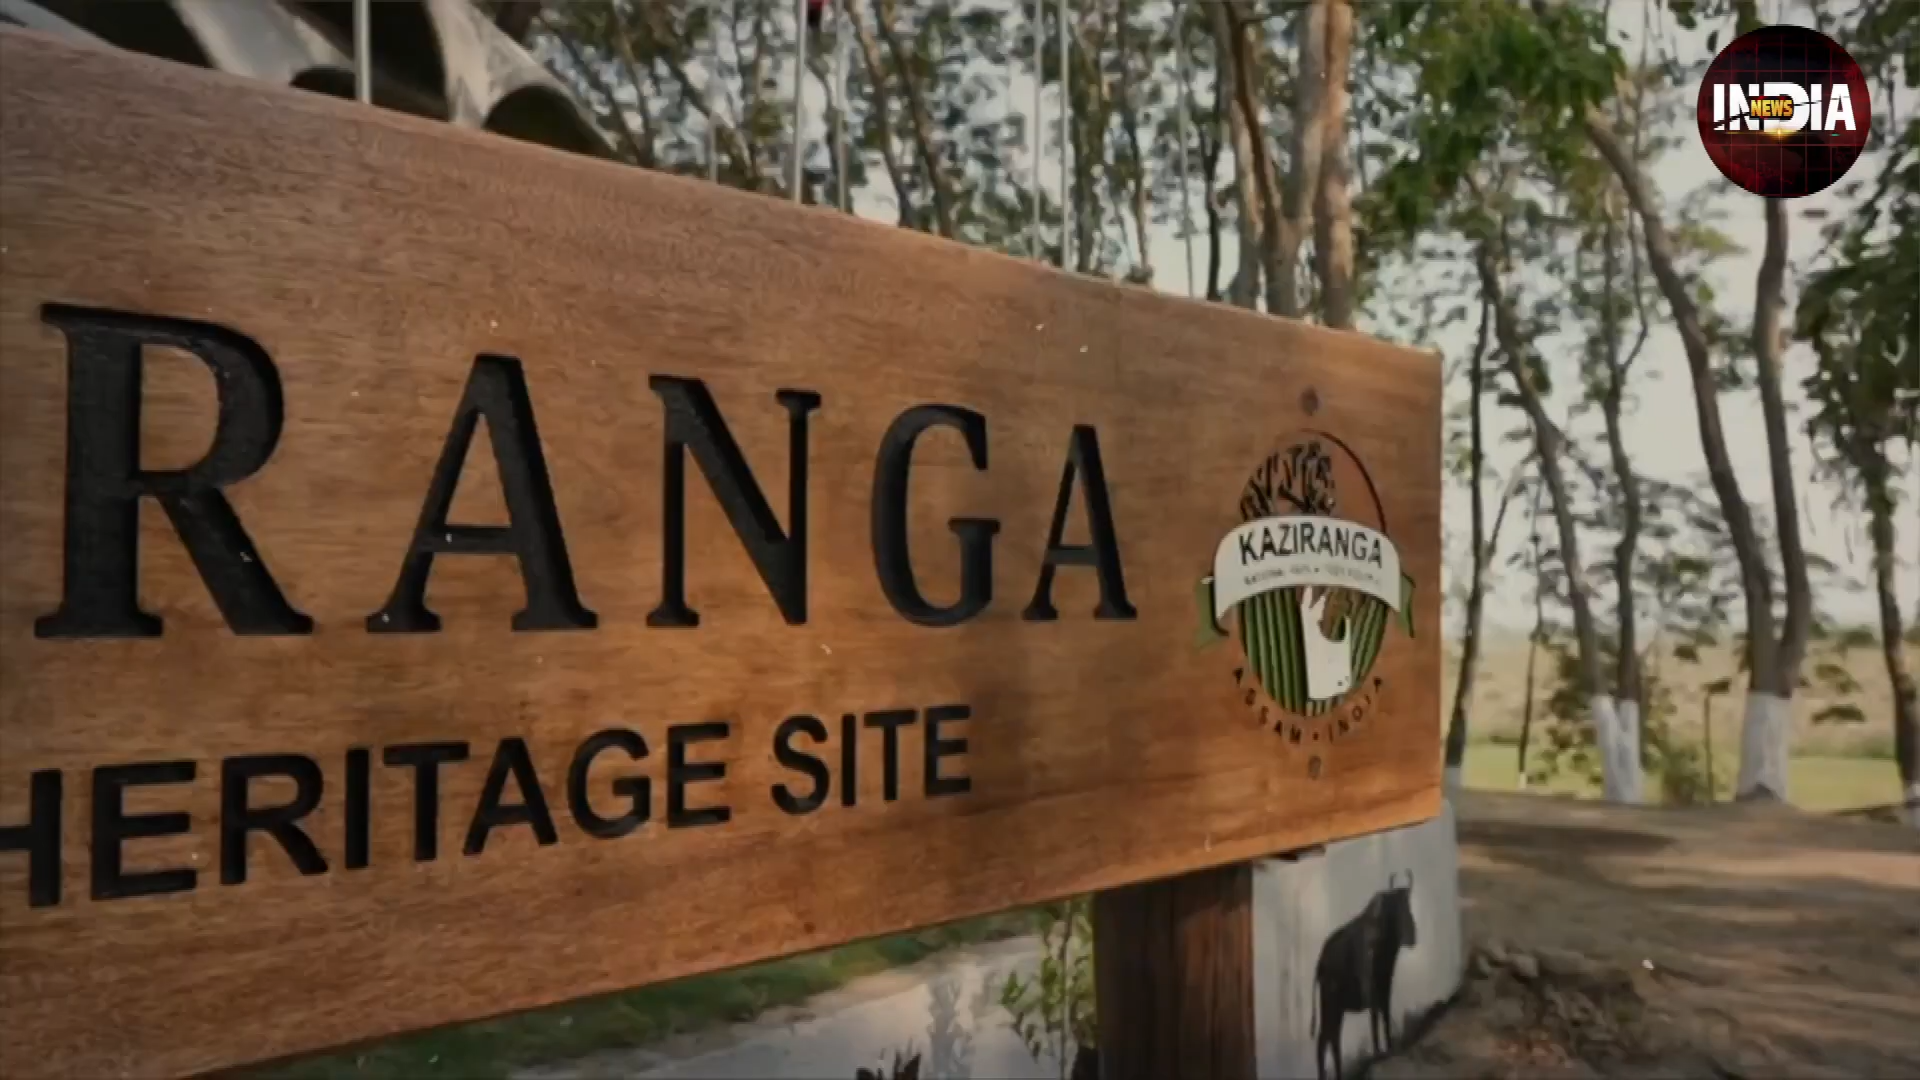 INDIA
NEWS
RANGA
KAZIRANGA
HERITAGE SITE
ASSAM • INDIA